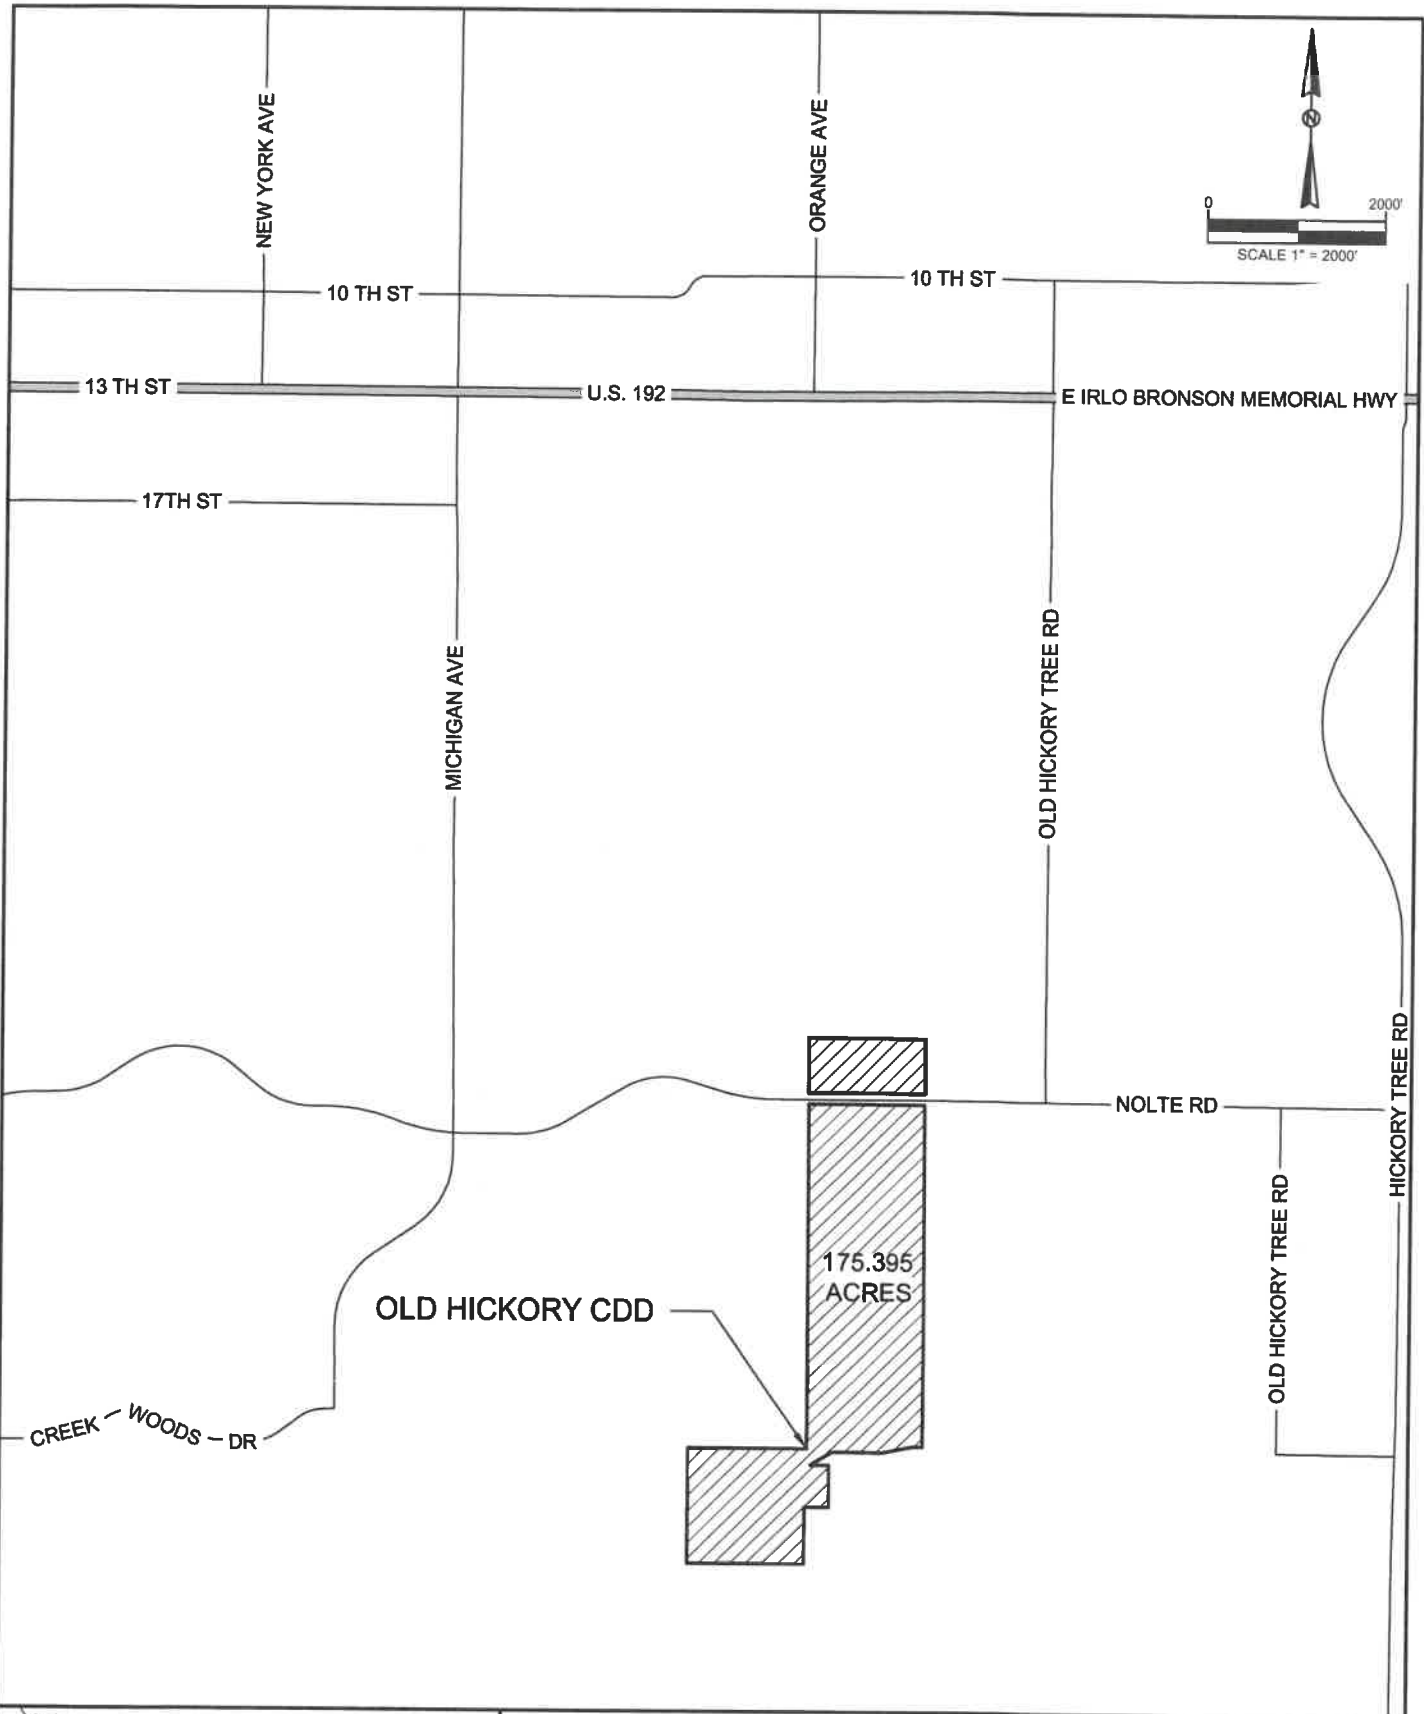 NEW YORK AVE
ORANGE AVE
N
0 2000'
SCALE 1" = 2000'
10 TH ST
10 TH ST
13 TH ST
U.S. 192
E IRLO BRONSON MEMORIAL HWY
17TH ST
MICHIGAN AVE
OLD HICKORY TREE RD
HICKORY TREE RD
NOLTE RD
OLD HICKORY TREE RD
175.395
ACRES
OLD HICKORY CDD
CREEK WOODS DR